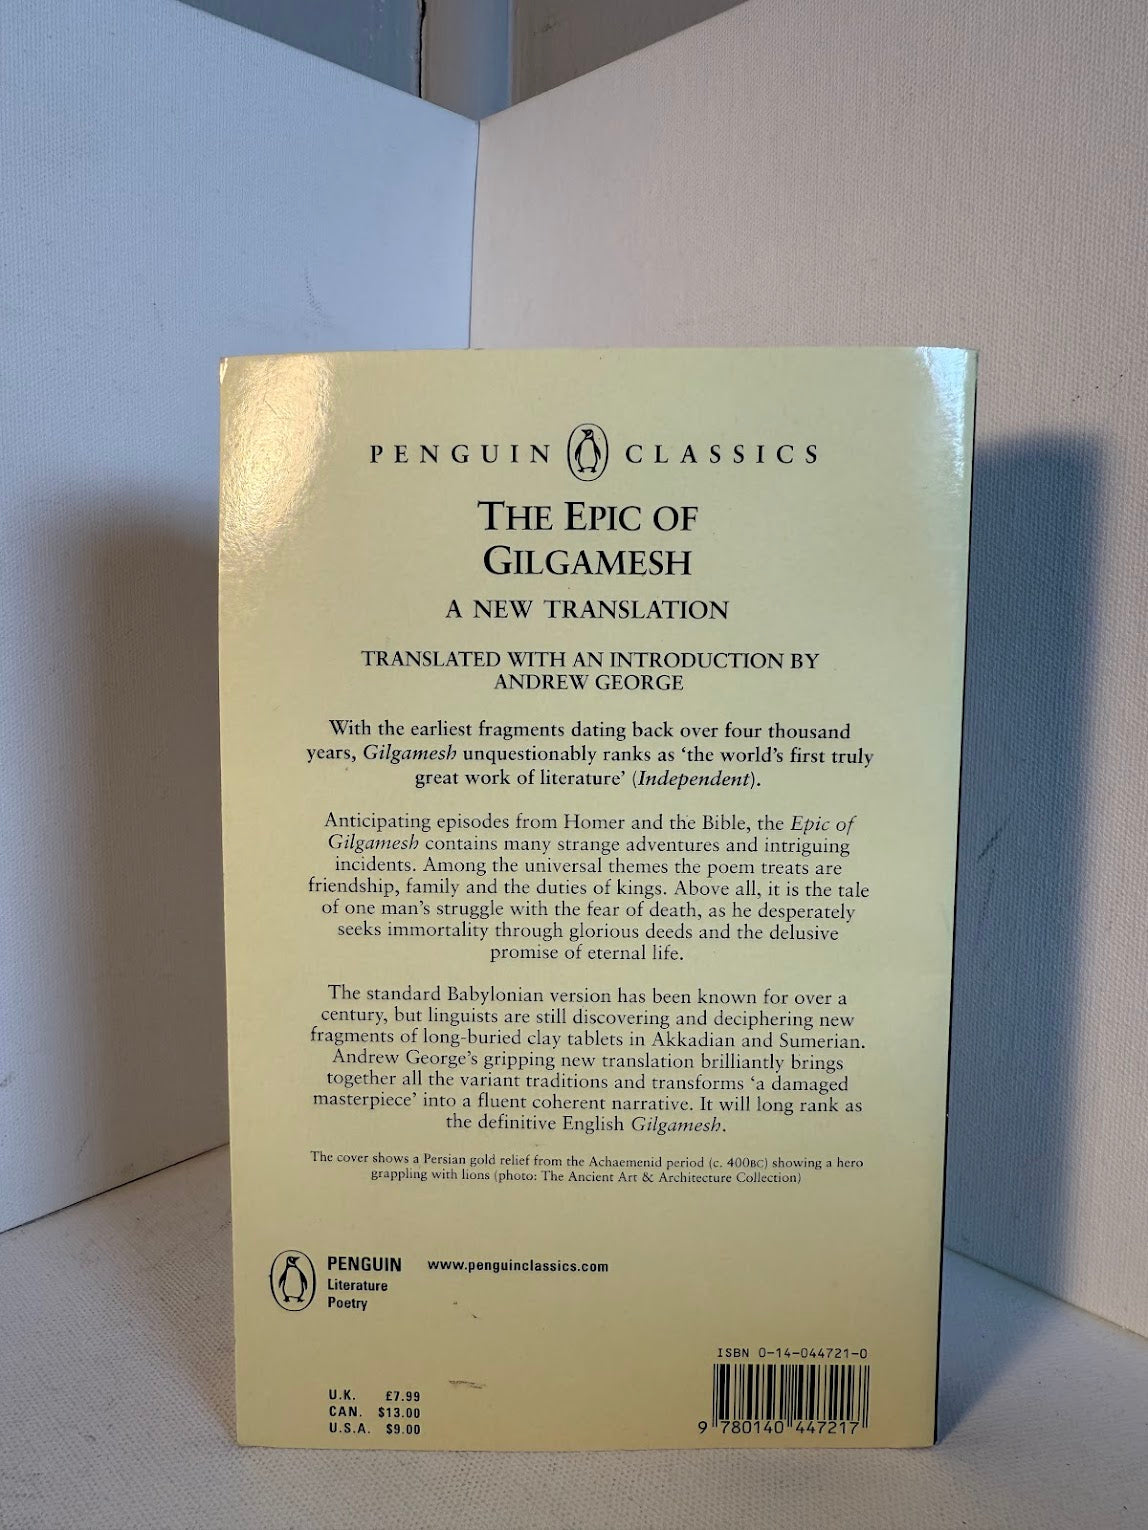 PENGUIN CLASSICS
THE EPIC OF
GILGAMESH
A NEW TRANSLATION
TRANSLATED WITH AN INTRODUCTION BY
ANDREW GEORGE
With the earliest fragments dating back over four thousand
years, Gilgamesh unquestionably ranks as ‘the world’s first truly
great work of literature’ (Independent).
Anticipating episodes from Homer and the Bible, the Epic of
Gilgamesh contains many strange adventures and intriguing
incidents. Among the universal themes the poem treats are
friendship, family and the duties of kings. Above all, it is the tale
of one man’s struggle with the fear of death, as he desperately
seeks immortality through glorious deeds and the delusive
promise of eternal life.
The standard Babylonian version has been known for over a
century, but linguists are still discovering and deciphering new
fragments of long-buried clay tablets in Akkadian and Sumerian.
Andrew George’s gripping new translation brilliantly brings
together all the variant traditions and transforms ‘a damaged
masterpiece’ into a fluent coherent narrative. It will long rank as
the definitive English Gilgamesh.
The cover shows a Persian gold relief from the Achaemenid period (c. 400BC) showing a hero
grappling with lions (photo: The Ancient Art & Architecture Collection)
PENGUIN www.penguinclassics.com
Literature
Poetry
ISBN 0-14-044721-0
U.K. £7.99
CAN. $13.00
U.S.A. $9.00
9 780140 447217